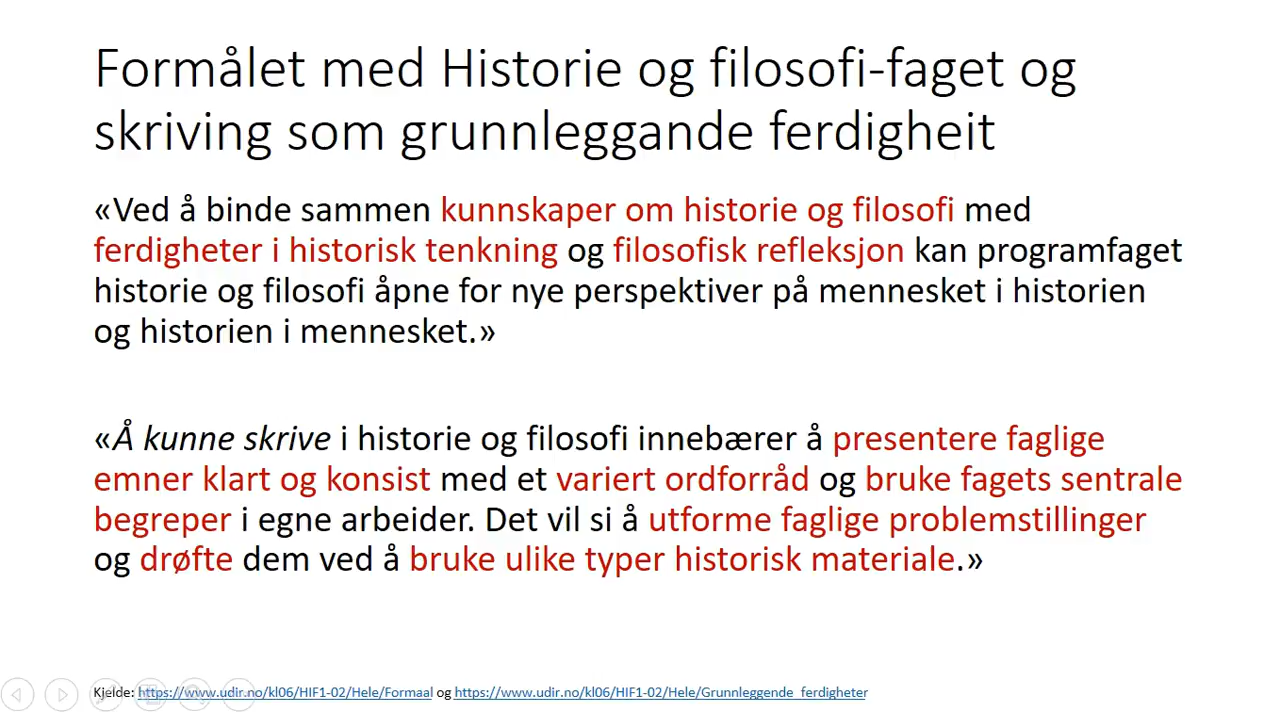 Formålet med Historie og filosofi-faget og
skriving som grunnleggande ferdigheit
«Ved å binde sammen kunnskaper om historie og filosofi med
ferdigheter i historisk tenkning og filosofisk refleksjon kan programfaget
historie og filosofi åpne for nye perspektiver på mennesket i historien
og historien i mennesket.»
«Å kunne skrive i historie og filosofi innebærer å presentere faglige
emner klart og konsist med et variert ordforråd og bruke fagets sentrale
begreper i egne arbeider. Det vil si å utforme faglige problemstillinger
og drøfte dem ved å bruke ulike typer historisk materiale.»
Kjelde: https://www.udir.no/kl06/HIF1-02/Hele/Formaal og https://www.udir.no/kl06/HIF1-02/Hele/Grunnleggende_ferdigheter